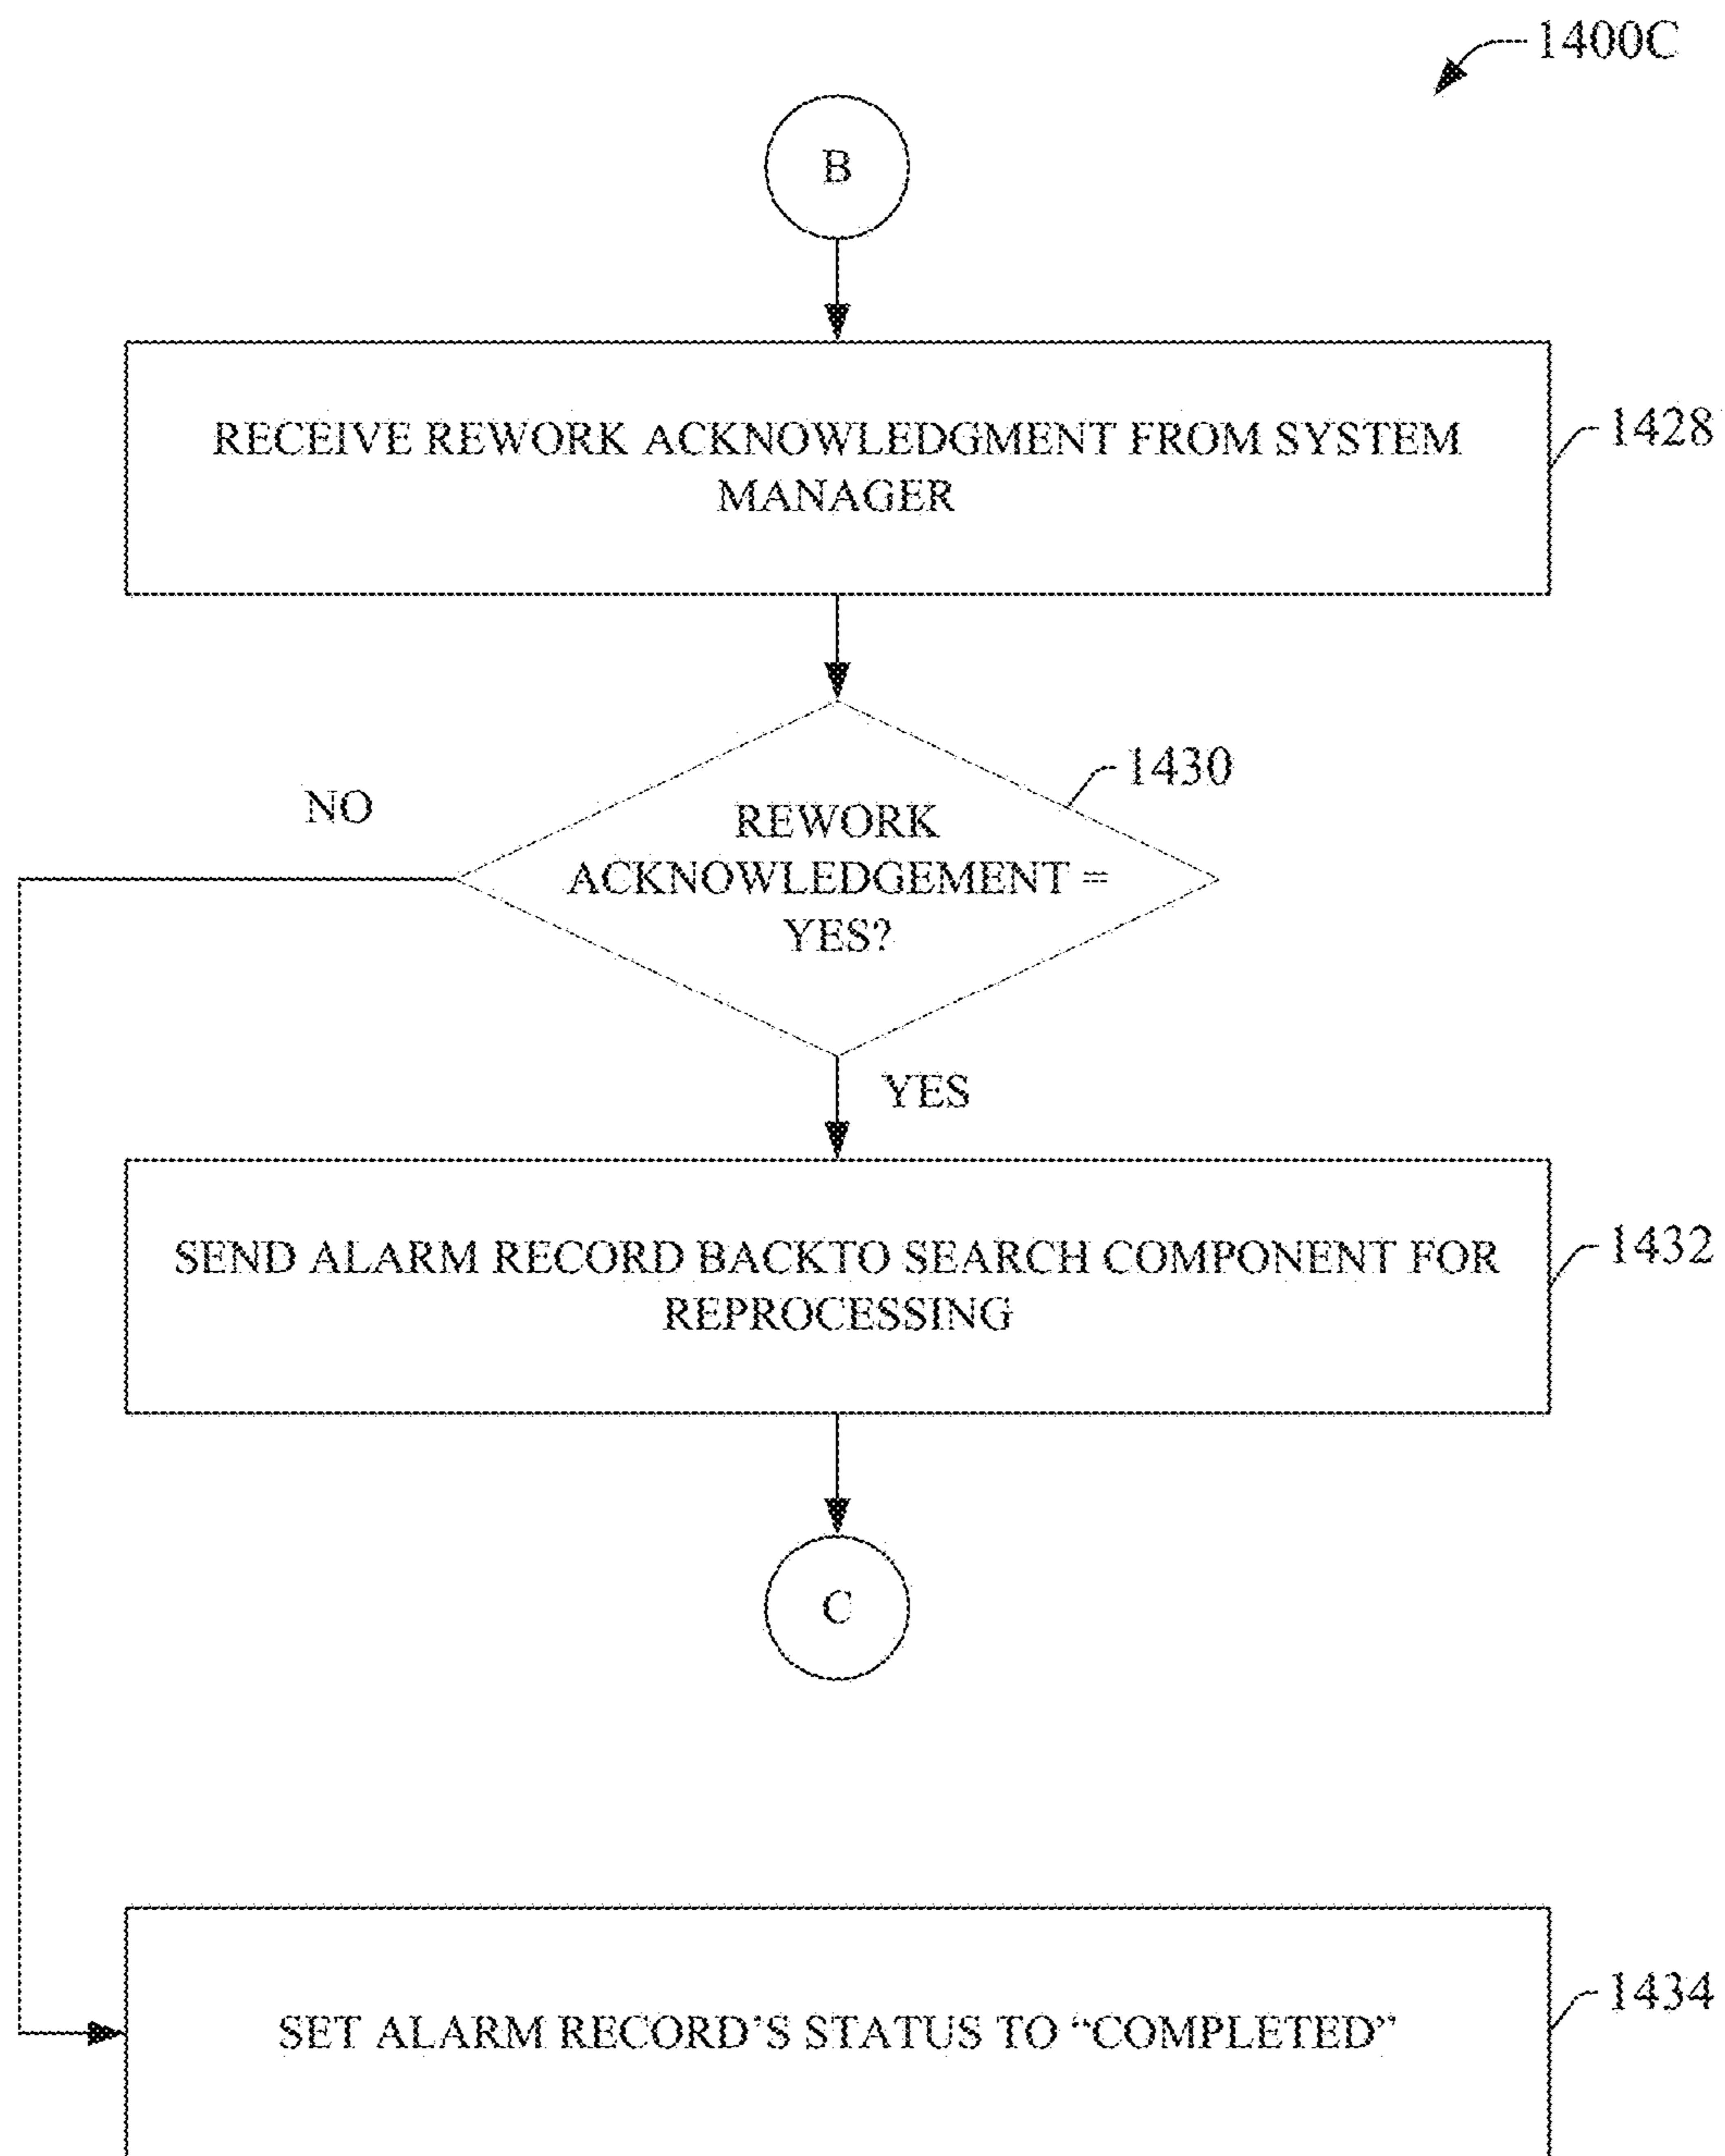 1400C
B
RECEIVE REWORK ACKNOWLEDGMENT FROM SYSTEM
MANAGER
1428
1430
NO
REWORK
ACKNOWLEDGEMENT =
YES?
YES
SEND ALARM RECORD BACKTO SEARCH COMPONENT FOR
REPROCESSING
1432
C
1434
SET ALARM RECORD'S STATUS TO “COMPLETED”